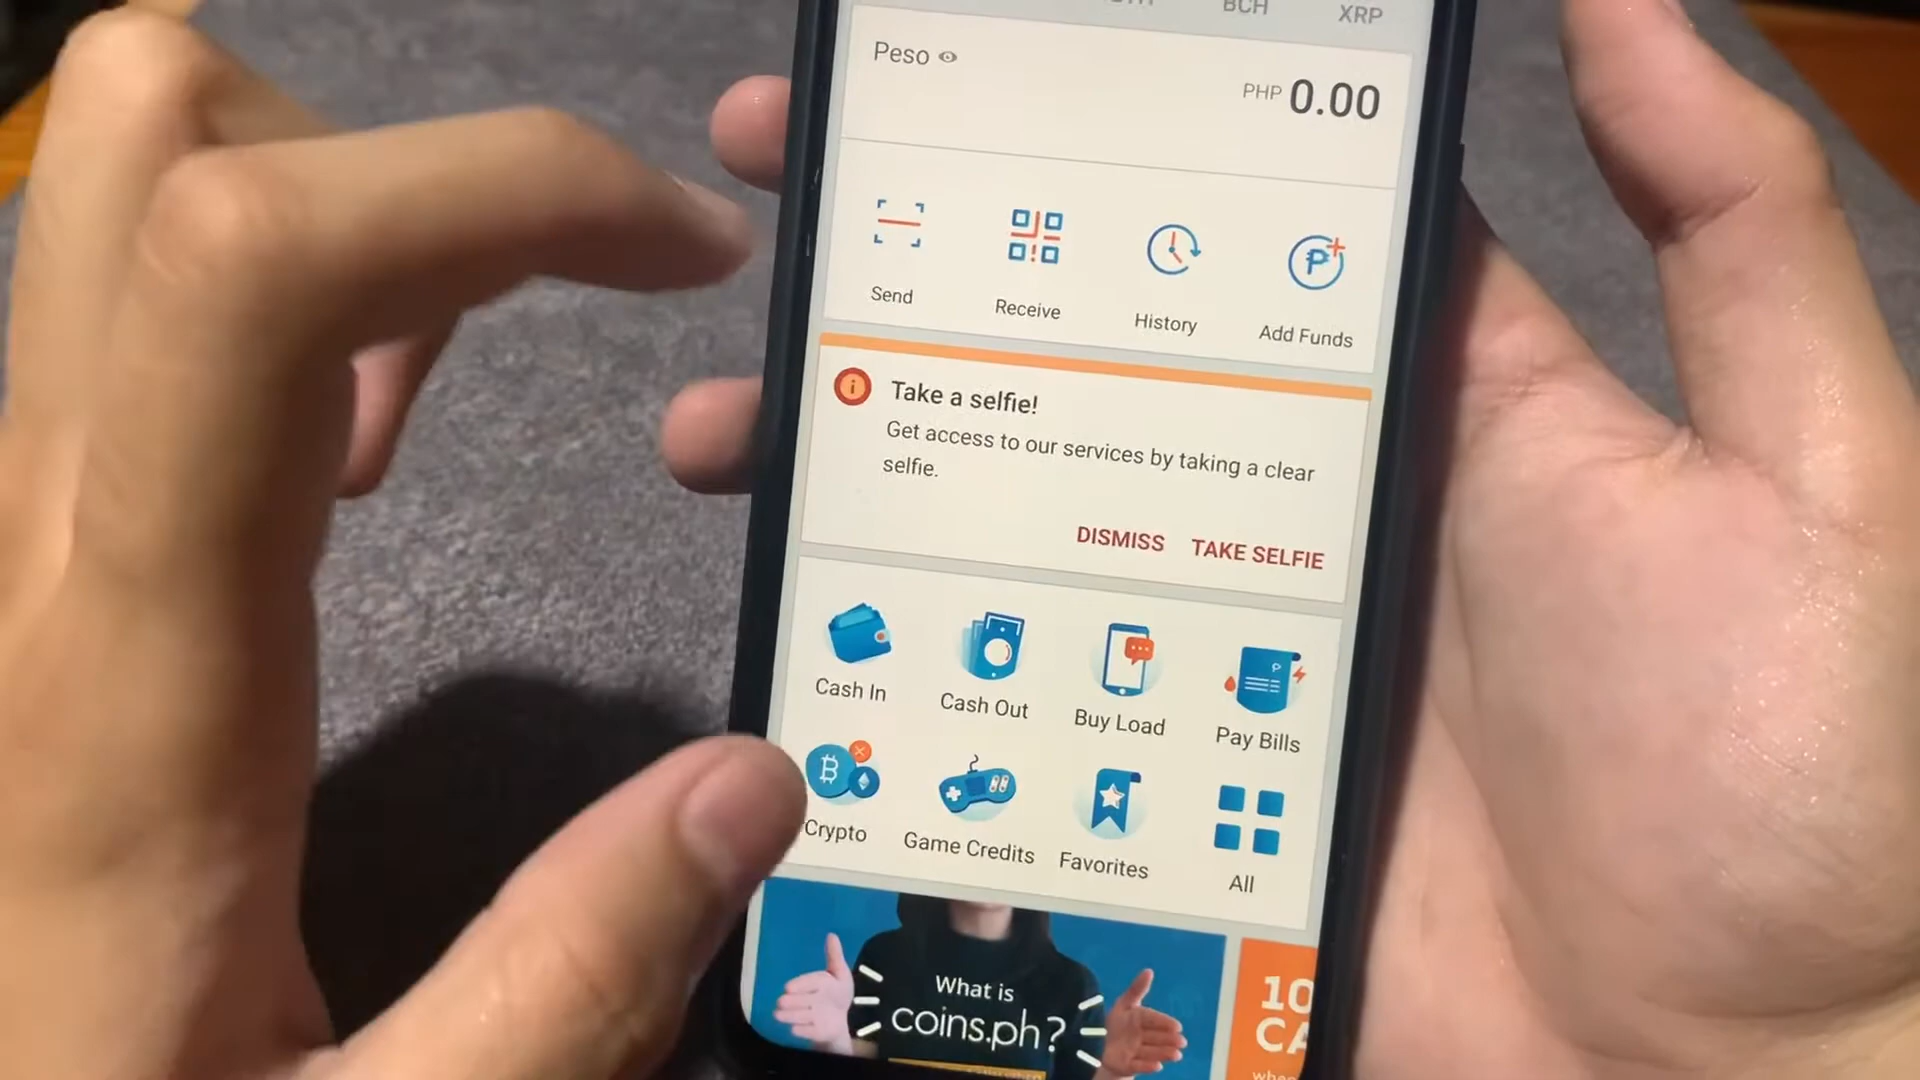 BCH XRP
Peso
PHP 0.00
Send Receive History Add Funds
Take a selfie!
Get access to our services by taking a clear
selfie.
DISMISS TAKE SELFIE
Cash In Cash Out Buy Load Pay Bills
Crypto Game Credits Favorites All
What is
coins.ph?
10